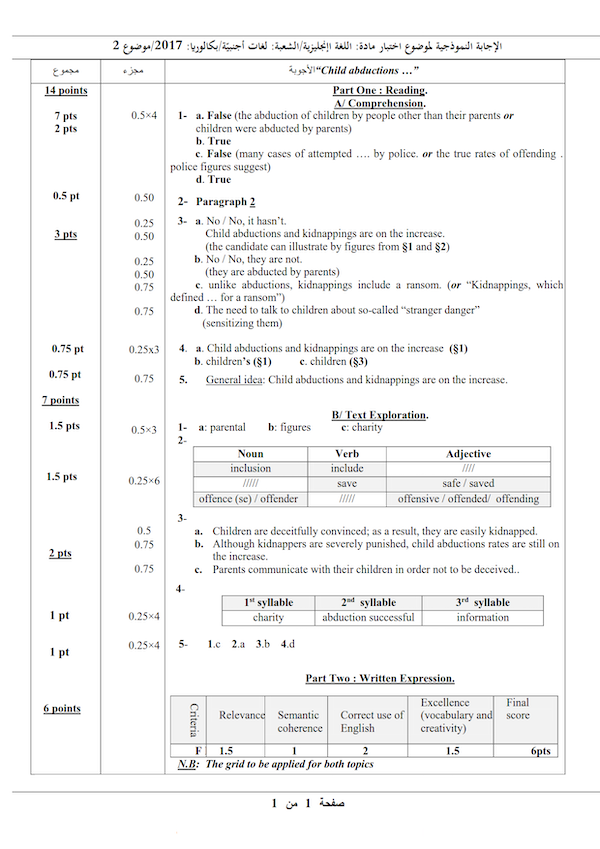 الإجابة النموذجية لموضوع اختبار مادة: اللغة الإنجليزية/الشعبة: لغات أجنبيّة/بكالوريا: 2017/موضوع 2
مجموع مجزء الأجوبة“Child abductions …”
14 points Part One : Reading.
A/ Comprehension.
7 pts 0.5×4 1- a. False (the abduction of children by people other than their parents or
2 pts children were abducted by parents)
b. True
c. False (many cases of attempted …. by police. or the true rates of offending .
police figures suggest)
d. True
0.5 pt 0.50 2- Paragraph 2
0.25 3- a. No / No, it hasn’t.
3 pts 0.50 Child abductions and kidnappings are on the increase.
(the candidate can illustrate by figures from §1 and §2)
0.25 b. No / No, they are not.
0.50 (they are abducted by parents)
0.75 c. unlike abductions, kidnappings include a ransom. (or “Kidnappings, which
defined … for a ransom”)
0.75 d. The need to talk to children about so-called “stranger danger”
(sensitizing them)
0.75 pt 0.25x3 4. a. Child abductions and kidnappings are on the increase (§1)
b. children’s (§1) c. children (§3)
0.75 pt 0.75 5. General idea: Child abductions and kidnappings are on the increase.
7 points
B/ Text Exploration.
1.5 pts 0.5×3 1- a: parental b: figures c: charity
2-
Noun Verb Adjective
inclusion include ////
1.5 pts 0.25×6 ///// save safe / saved
offence (se) / offender ///// offensive / offended/ offending
3-
0.5 a. Children are deceitfully convinced; as a result, they are easily kidnapped.
2 pts 0.75 b. Although kidnappers are severely punished, child abductions rates are still on
the increase.
0.75 c. Parents communicate with their children in order not to be deceived..
4-
1st syllable 2nd syllable 3rd syllable
1 pt 0.25×4 charity abduction successful information
1 pt 0.25×4 5- 1.c 2.a 3.b 4.d
Part Two : Written Expression.
6 points Criteria Relevance Semantic coherence Correct use of English Excellence (vocabulary and creativity) Final score
F 1.5 1 2 1.5 6pts
N.B: The grid to be applied for both topics
صفحة 1 من 1